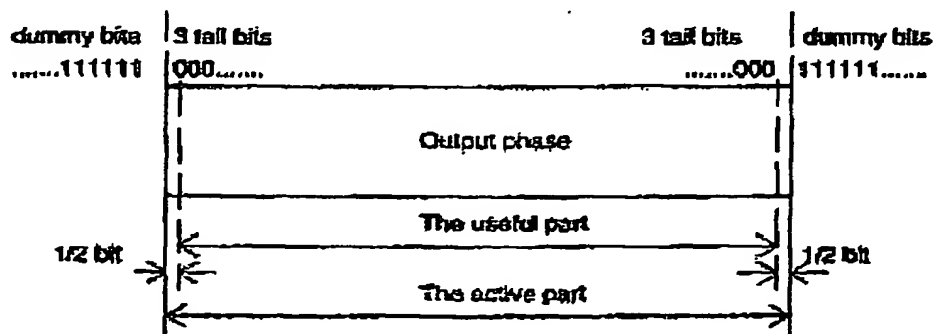 dummy bits 3 tail bits 3 tail bits dummy bits
.......111111 000....... .......000 111111.......
Output phase
The useful part
1/2 bit 1/2 bit
The active part